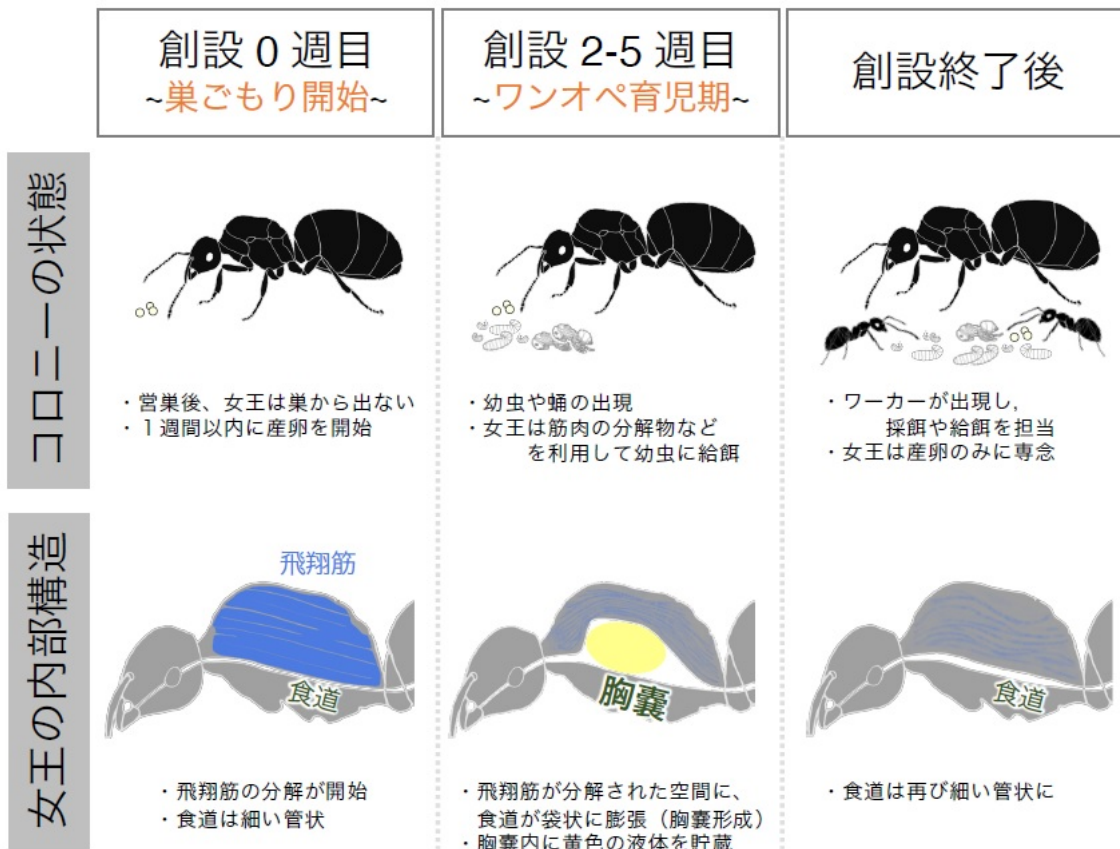 創設 0 週目
~巣ごもり開始~
創設 2-5 週目
~ワンオペ育児期~
創設終了後
コロニーの状態
・営巣後、女王は巣から出ない
・１週間以内に産卵を開始
・幼虫や蛹の出現
・女王は筋肉の分解物など
を利用して幼虫に給餌
・ワーカーが出現し,
採餌や給餌を担当
・女王は産卵のみに専念
女王の内部構造
飛翔筋
食道
胸嚢
食道
・飛翔筋の分解が開始
・食道は細い管状
・飛翔筋が分解された空間に、
食道が袋状に膨張（胸嚢形成）
・胸嚢内に黄色の液体を貯蔵
・食道は再び細い管状に